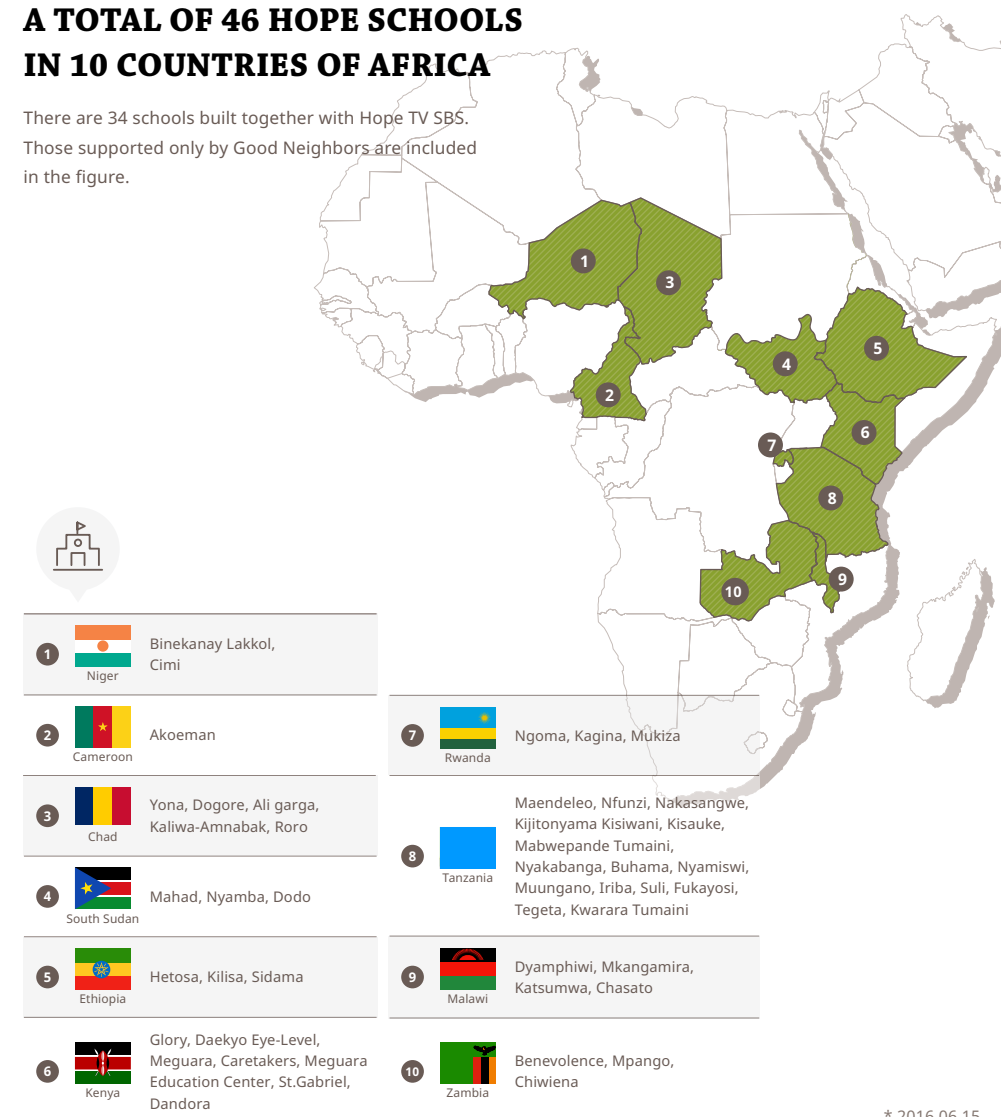 A TOTAL OF 46 HOPE SCHOOLS
IN 10 COUNTRIES OF AFRICA
There are 34 schools built together with Hope TV SBS.
Those supported only by Good Neighbors are included
in the figure.
1
2
3
4
5
6
7
8
9
10
1
Niger
Binekanay Lakkol,
Cimi
2
Cameroon
Akoeman
3
Chad
Yona, Dogore, Ali garga,
Kaliwa-Amnabak, Roro
4
South Sudan
Mahad, Nyamba, Dodo
5
Ethiopia
Hetosa, Kilisa, Sidama
6
Kenya
Glory, Daekyo Eye-Level,
Meguara, Caretakers, Meguara
Education Center, St.Gabriel,
Dandora
7
Rwanda
Ngoma, Kagina, Mukiza
8
Tanzania
Maendeleo, Nfunzi, Nakasangwe,
Kijitonyama Kisiwani, Kisauke,
Mabwepande Tumaini,
Nyakabanga, Buhama, Nyamiswi,
Muungano, Iriba, Suli, Fukayosi,
Tegeta, Kwarara Tumaini
9
Malawi
Dyamphiwi, Mkangamira,
Katsumwa, Chasato
10
Zambia
Benevolence, Mpango,
Chiwiena
* 2016.06.15